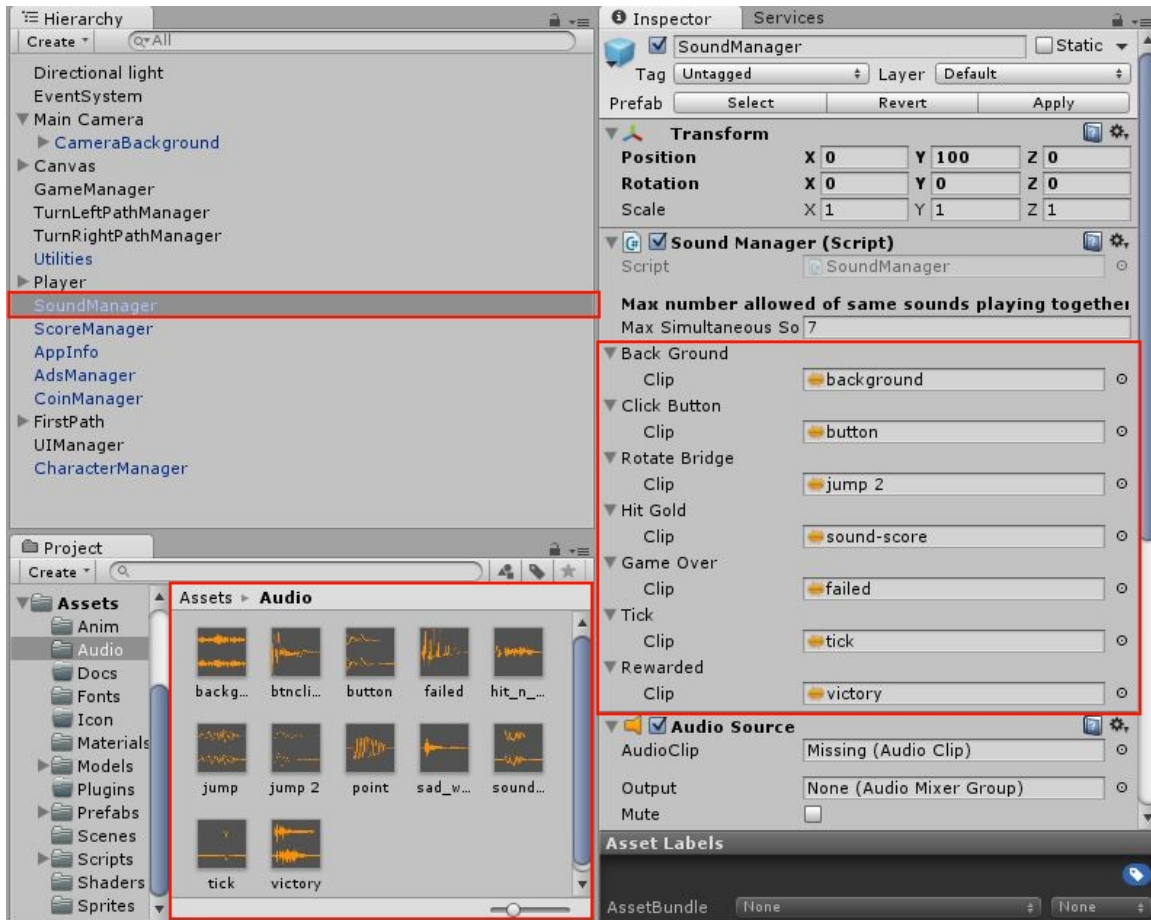 Hierarchy
Create
All
Directional light
EventSystem
Main Camera
CameraBackground
Canvas
GameManager
TurnLeftPathManager
TurnRightPathManager
Utilities
Player
SoundManager
ScoreManager
AppInfo
AdsManager
CoinManager
FirstPath
UIManager
CharacterManager
Project
Create
Assets
Anim
Audio
Docs
Fonts
Icon
Materials
Models
Plugins
Prefabs
Scenes
Scripts
Shaders
Sprites
Assets Audio
backg... btncli... button failed hit_n_...
jump jump 2 point sad_w... sound...
tick victory
Inspector Services
SoundManager Static
Tag Untagged Layer Default
Prefab Select Revert Apply
Transform
Position X 0 Y 100 Z 0
Rotation X 0 Y 0 Z 0
Scale X 1 Y 1 Z 1
Sound Manager (Script)
Script SoundManager
Max number allowed of same sounds playing together
Max Simultaneous So 7
Back Ground
Clip background
Click Button
Clip button
Rotate Bridge
Clip jump 2
Hit Gold
Clip sound-score
Game Over
Clip failed
Tick
Clip tick
Rewarded
Clip victory
Audio Source
AudioClip Missing (Audio Clip)
Output None (Audio Mixer Group)
Mute
Asset Labels
AssetBundle None None